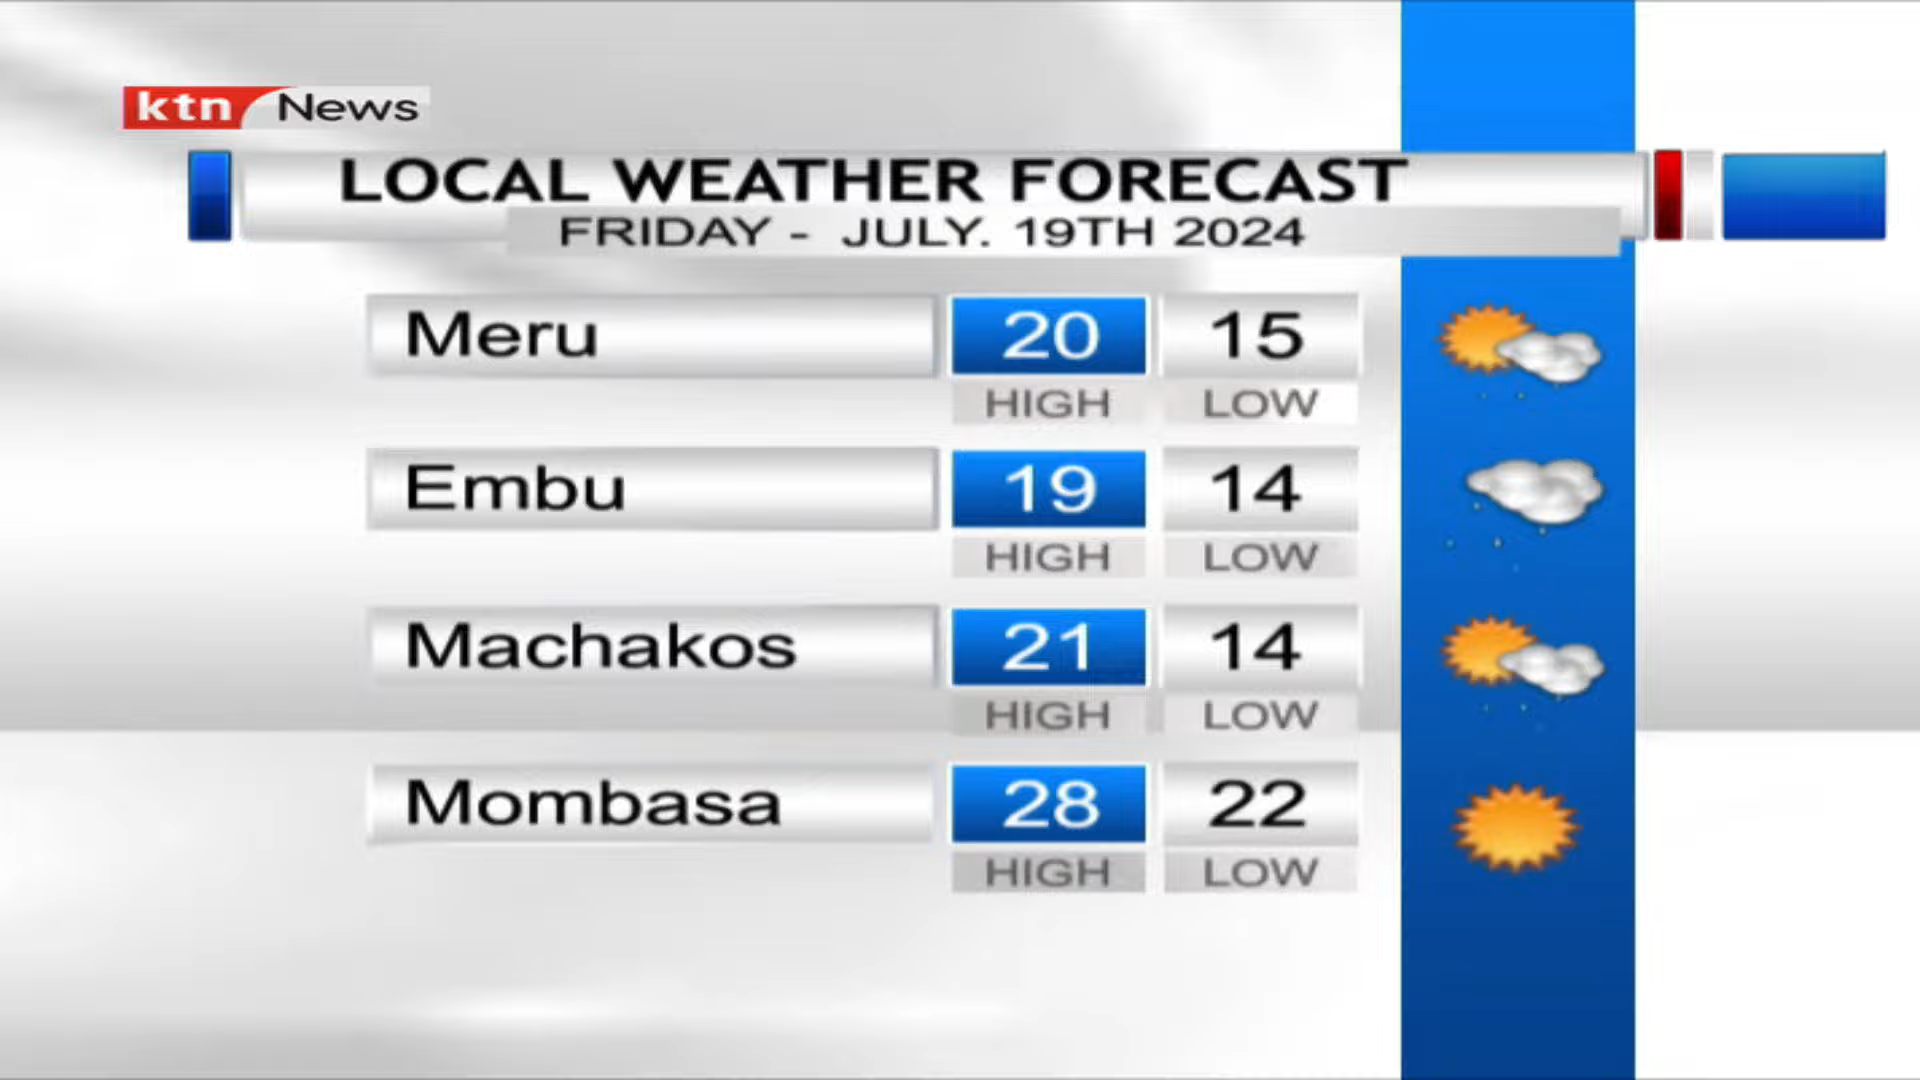 ktn News
LOCAL WEATHER FORECAST
FRIDAY - JULY. 19TH 2024
Meru 20 15
HIGH LOW
Embu 19 14
HIGH LOW
Machakos 21 14
HIGH LOW
Mombasa 28 22
HIGH LOW